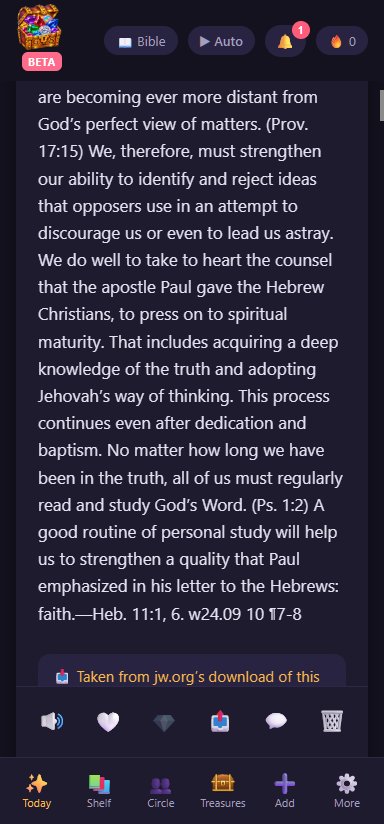 BETA
Bible
Auto
1
0
are becoming ever more distant from
God’s perfect view of matters. (Prov.
17:15) We, therefore, must strengthen
our ability to identify and reject ideas
that opposers use in an attempt to
discourage us or even to lead us astray.
We do well to take to heart the counsel
that the apostle Paul gave the Hebrew
Christians, to press on to spiritual
maturity. That includes acquiring a deep
knowledge of the truth and adopting
Jehovah’s way of thinking. This process
continues even after dedication and
baptism. No matter how long we have
been in the truth, all of us must regularly
read and study God’s Word. (Ps. 1:2) A
good routine of personal study will help
us to strengthen a quality that Paul
emphasized in his letter to the Hebrews:
faith.—Heb. 11:1, 6. w24.09 10 ¶7-8
Taken from jw.org’s download of this
Today
Shelf
Circle
Treasures
Add
More